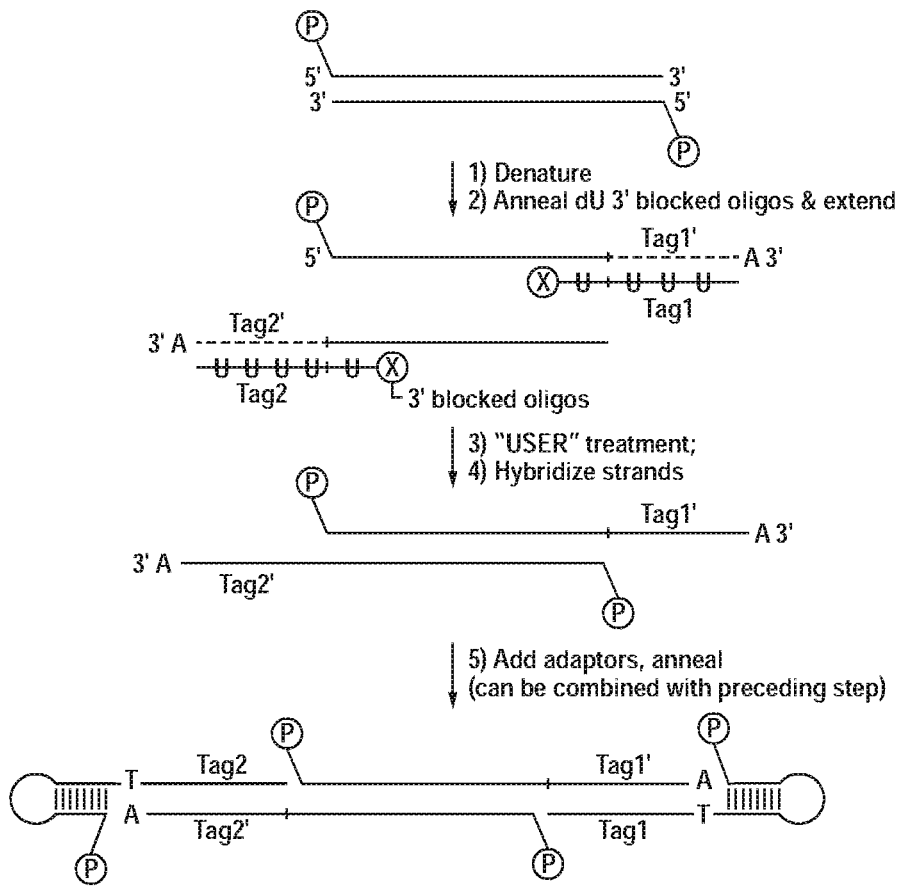 P
5' 3'
3' 5'
P
1) Denature
2) Anneal dU 3' blocked oligos & extend
P
Tag1'
5' A 3'
X U U U U
Tag1
Tag2'
3' A
U U U U U X
Tag2
3' blocked oligos
3) "USER" treatment;
4) Hybridize strands
P
Tag1'
A 3'
3' A
Tag2'
P
5) Add adaptors, anneal
(can be combined with preceding step)
P P
T Tag2 Tag1' A
A Tag2' Tag1 T
P P